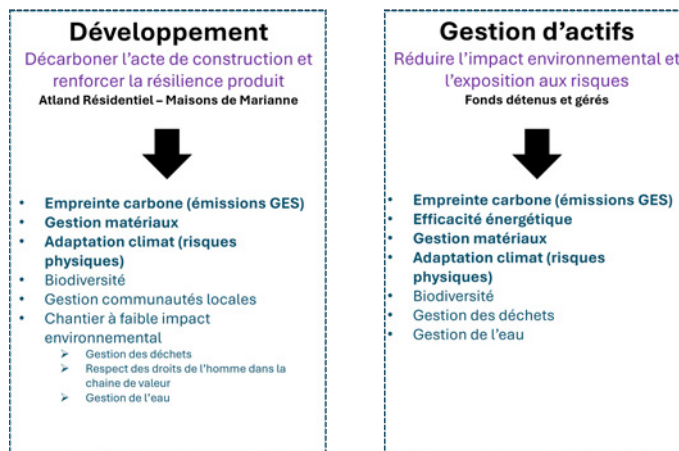 Développement
Décarboner l’acte de construction et
renforcer la résilience produit
Atland Résidentiel – Maisons de Marianne
• Empreinte carbone (émissions GES)
• Gestion matériaux
• Adaptation climat (risques
physiques)
• Biodiversité
• Gestion communautés locales
• Chantier à faible impact
environnemental
➢ Gestion des déchets
➢ Respect des droits de l’homme dans la
chaine de valeur
➢ Gestion de l’eau
Gestion d’actifs
Réduire l’impact environnemental et
l’exposition aux risques
Fonds détenus et gérés
• Empreinte carbone (émissions GES)
• Efficacité énergétique
• Gestion matériaux
• Adaptation climat (risques
physiques)
• Biodiversité
• Gestion des déchets
• Gestion de l’eau